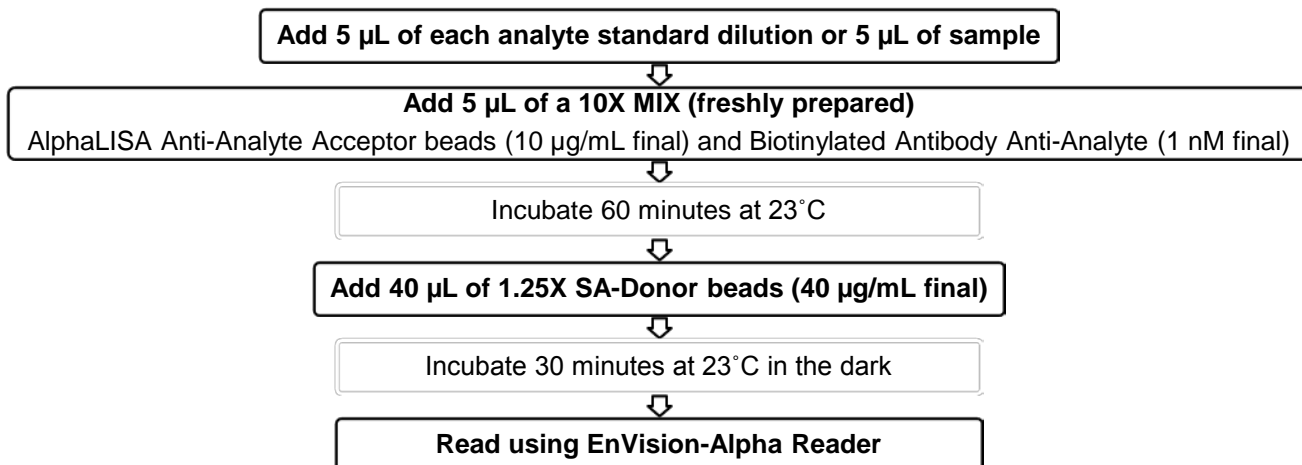 Add 5 µL of each analyte standard dilution or 5 µL of sample
Add 5 µL of a 10X MIX (freshly prepared)
AlphaLISA Anti-Analyte Acceptor beads (10 µg/mL final) and Biotinylated Antibody Anti-Analyte (1 nM final)
Incubate 60 minutes at 23˚C
Add 40 µL of 1.25X SA-Donor beads (40 µg/mL final)
Incubate 30 minutes at 23˚C in the dark
Read using EnVision-Alpha Reader